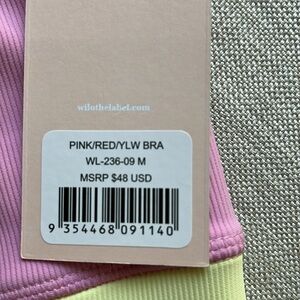 wilothelabel.com
PINK/RED/YLW BRA
WL-236-09 M
MSRP $48 USD
9 354468 091140